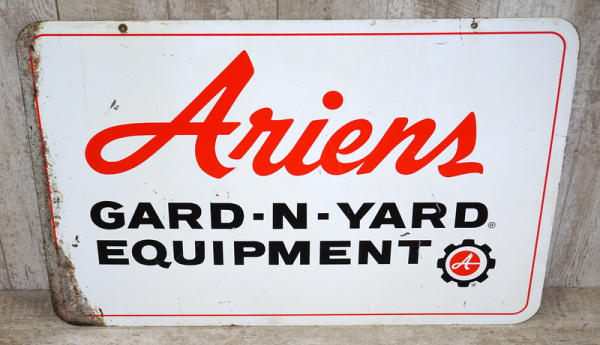 Ariens
GARD-N-YARD®
EQUIPMENT
A ®